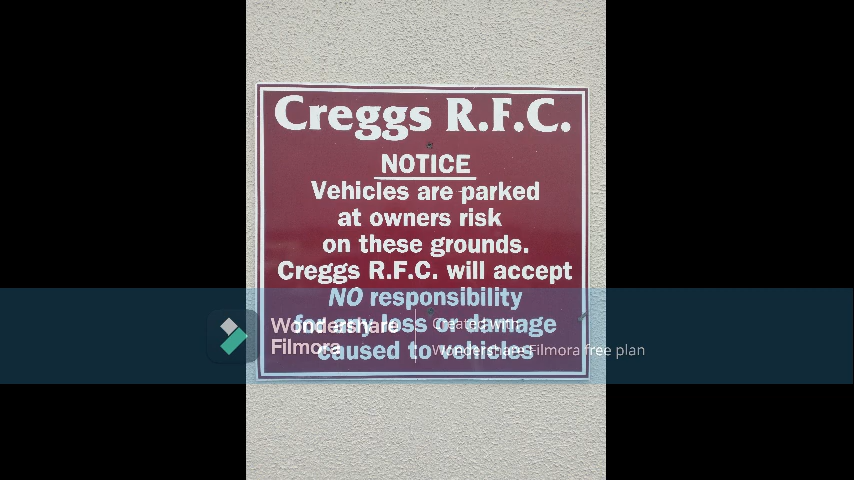 Creggs R.F.C.
NOTICE
Vehicles are parked
at owners risk
on these grounds.
Creggs R.F.C. will accept
NO responsibility
for any loss or damage
caused to vehicles
Wondershare
Filmora
Created with
Wondershare Filmora free plan